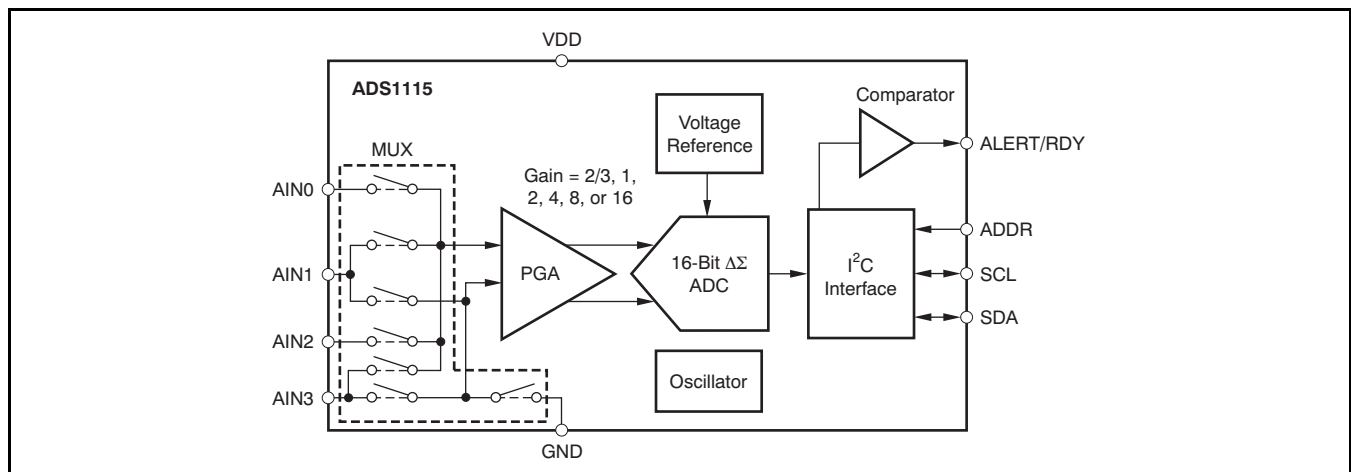 VDD
ADS1115
Comparator
Voltage
Reference
ALERT/RDY
MUX
Gain = 2/3, 1,
2, 4, 8, or 16
AIN0
ADDR
AIN1
PGA
16-Bit ΔΣ
ADC
I²C
Interface
SCL
SDA
AIN2
Oscillator
AIN3
GND